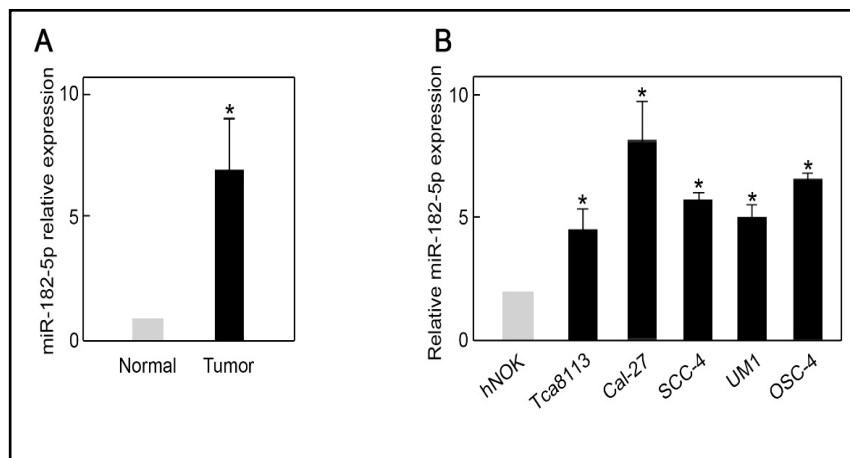 A
miR-182-5p relative expression
10
5
0
*
Normal Tumor
B
Relative miR-182-5p expression
10
5
0
* * * * *
hNOK Tca8113 Cal-27 SCC-4 UM1 OSC-4